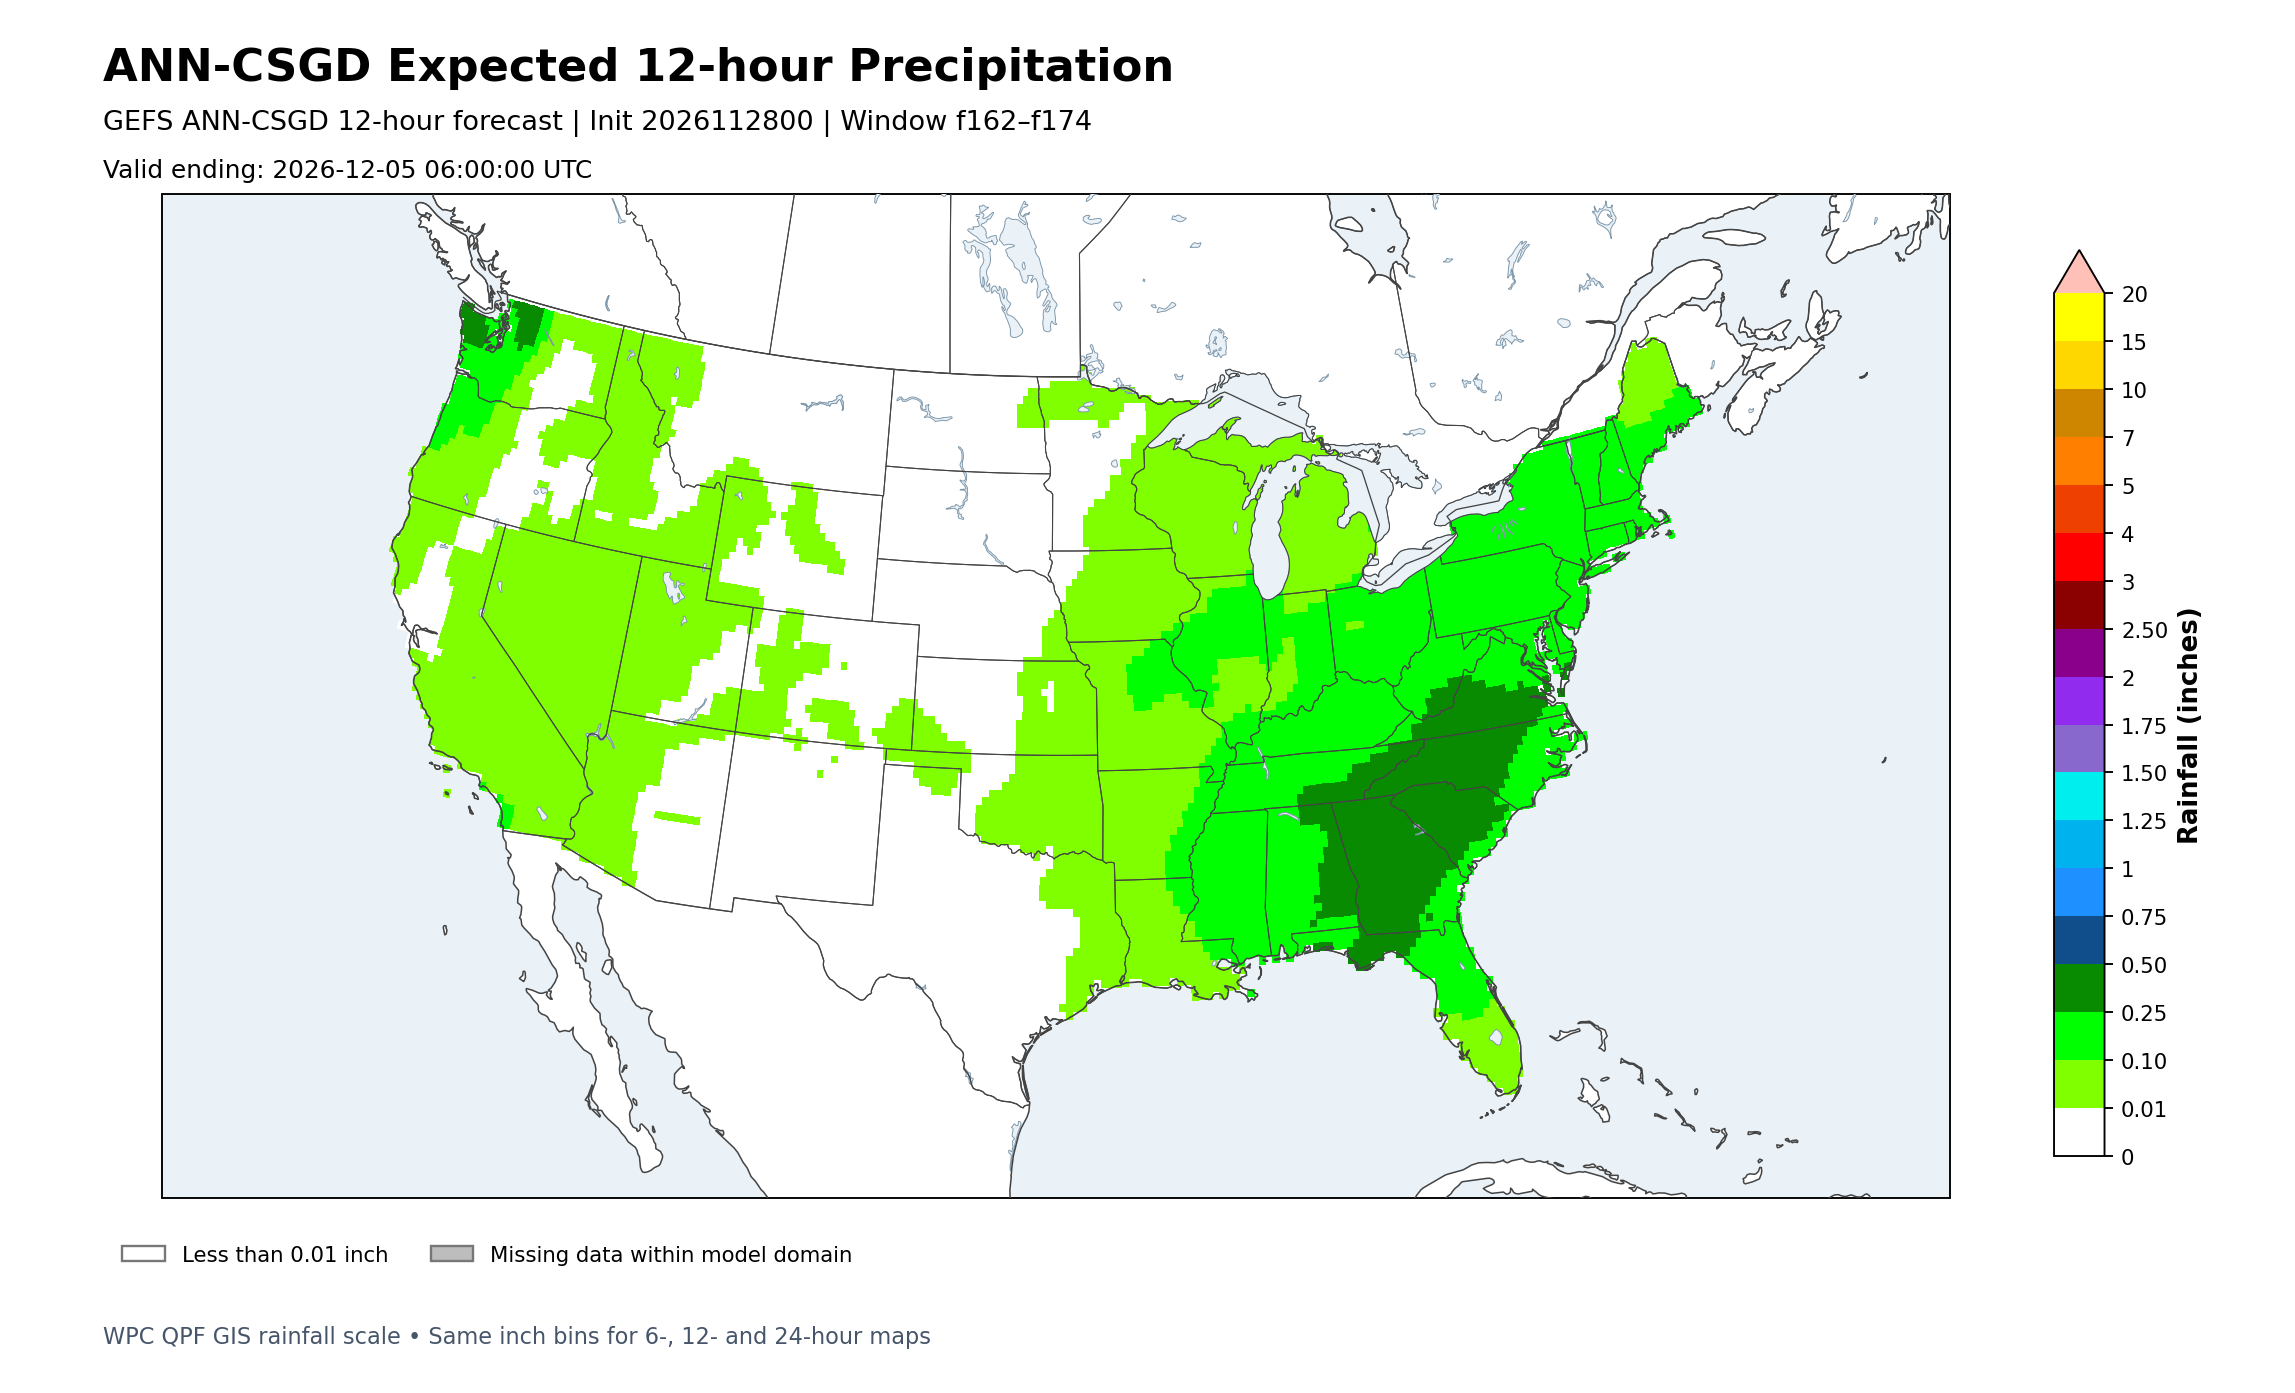 ANN-CSGD Expected 12-hour Precipitation
GEFS ANN-CSGD 12-hour forecast | Init 2026112800 | Window f162–f174
Valid ending: 2026-12-05 06:00:00 UTC
20
15
10
7
5
4
3
2.50
2
1.75
1.50
1.25
1
0.75
0.50
0.25
0.10
0.01
0
Rainfall (inches)
Less than 0.01 inch
Missing data within model domain
WPC QPF GIS rainfall scale • Same inch bins for 6-, 12- and 24-hour maps